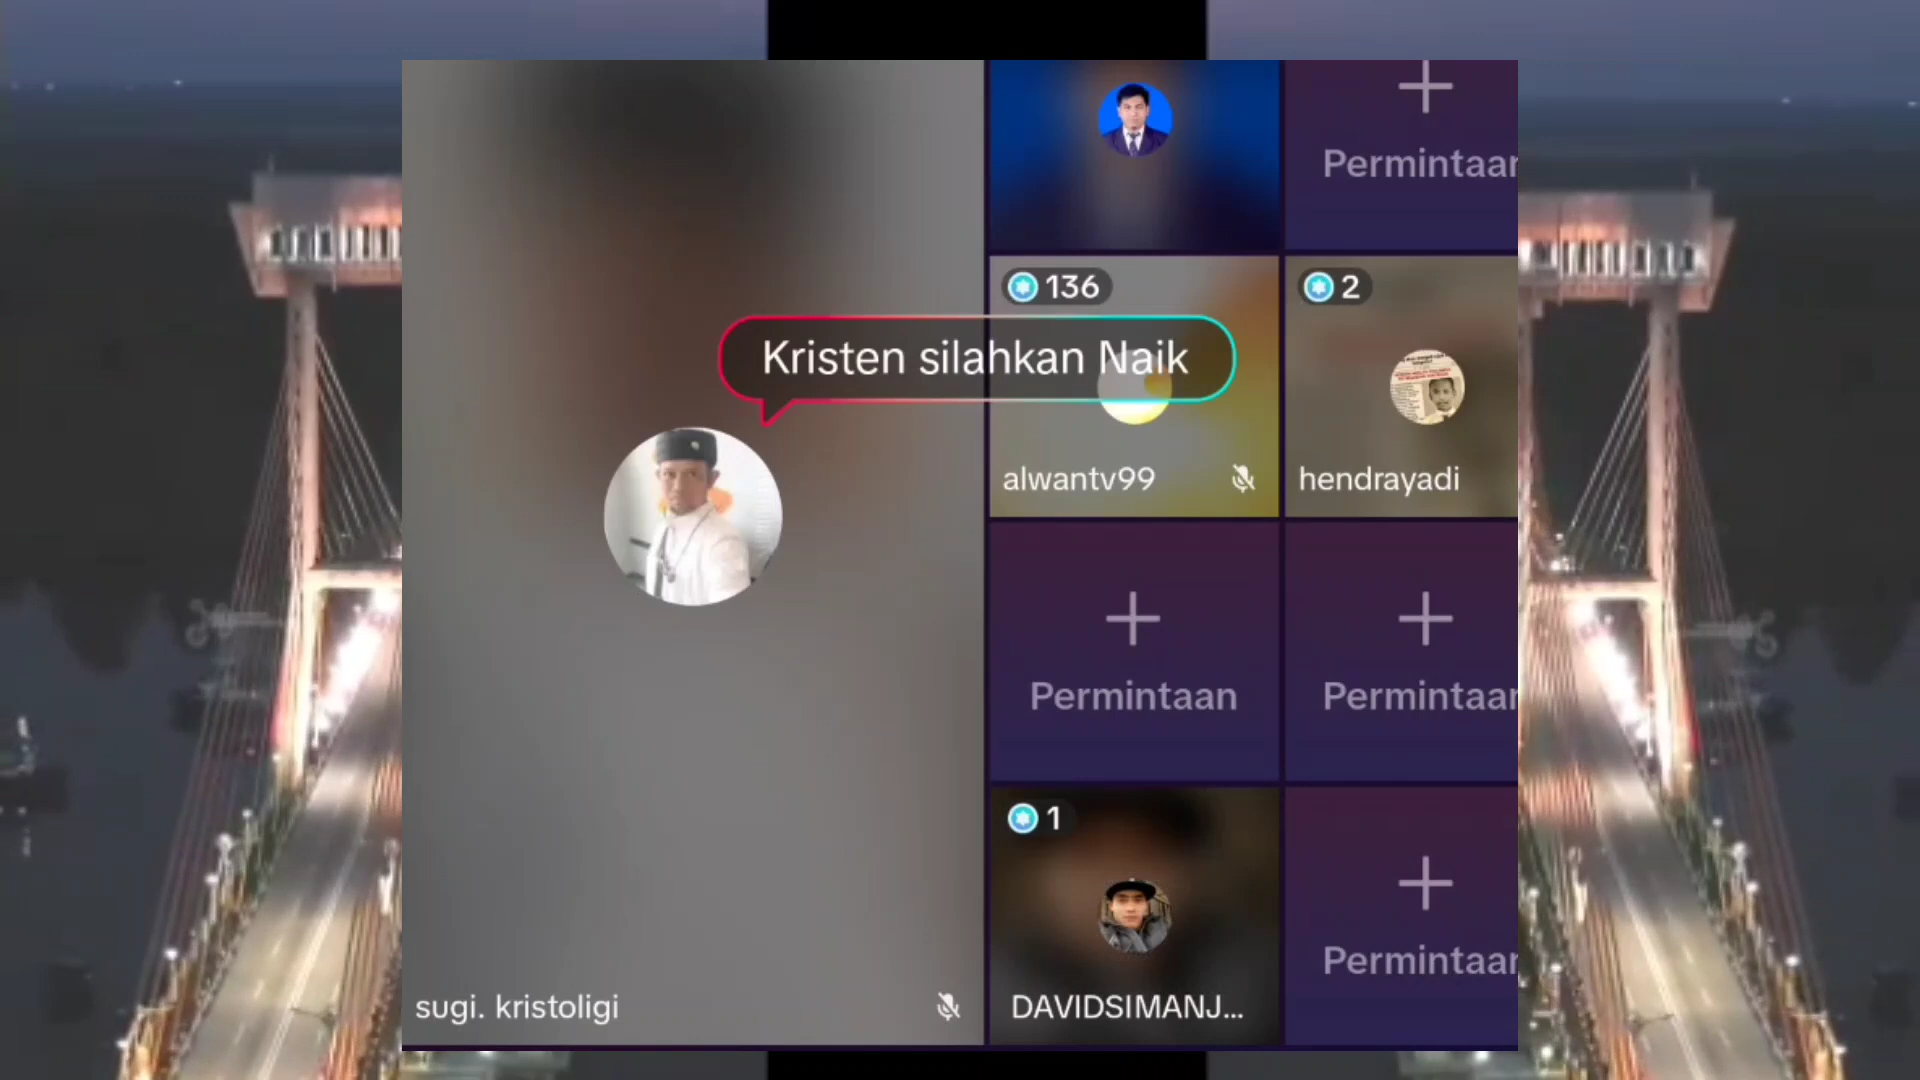 Permintaan
136
2
Kristen silahkan Naik
alwantv99
hendrayadi
Permintaan
Permintaan
1
sugi. kristoligi
DAVIDSIMANJ...
Permintaan